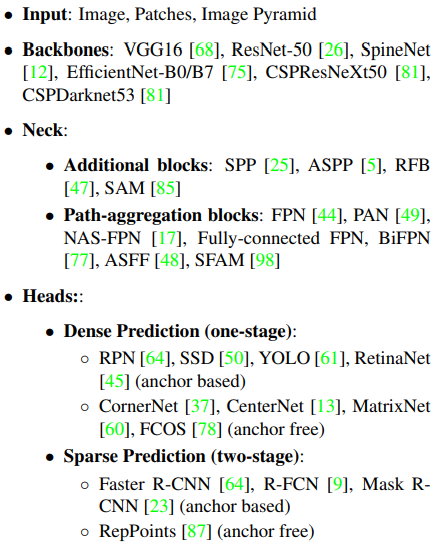 • Input: Image, Patches, Image Pyramid
• Backbones: VGG16 [68], ResNet-50 [26], SpineNet
[12], EfficientNet-B0/B7 [75], CSPResNeXt50 [81],
CSPDarknet53 [81]
• Neck:
• Additional blocks: SPP [25], ASPP [5], RFB
[47], SAM [85]
• Path-aggregation blocks: FPN [44], PAN [49],
NAS-FPN [17], Fully-connected FPN, BiFPN
[77], ASFF [48], SFAM [98]
• Heads::
• Dense Prediction (one-stage):
◦ RPN [64], SSD [50], YOLO [61], RetinaNet
[45] (anchor based)
◦ CornerNet [37], CenterNet [13], MatrixNet
[60], FCOS [78] (anchor free)
• Sparse Prediction (two-stage):
◦ Faster R-CNN [64], R-FCN [9], Mask R-
CNN [23] (anchor based)
◦ RepPoints [87] (anchor free)